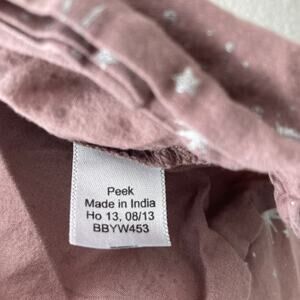 Peek
Made in India
Ho 13, 08/13
BBYW453